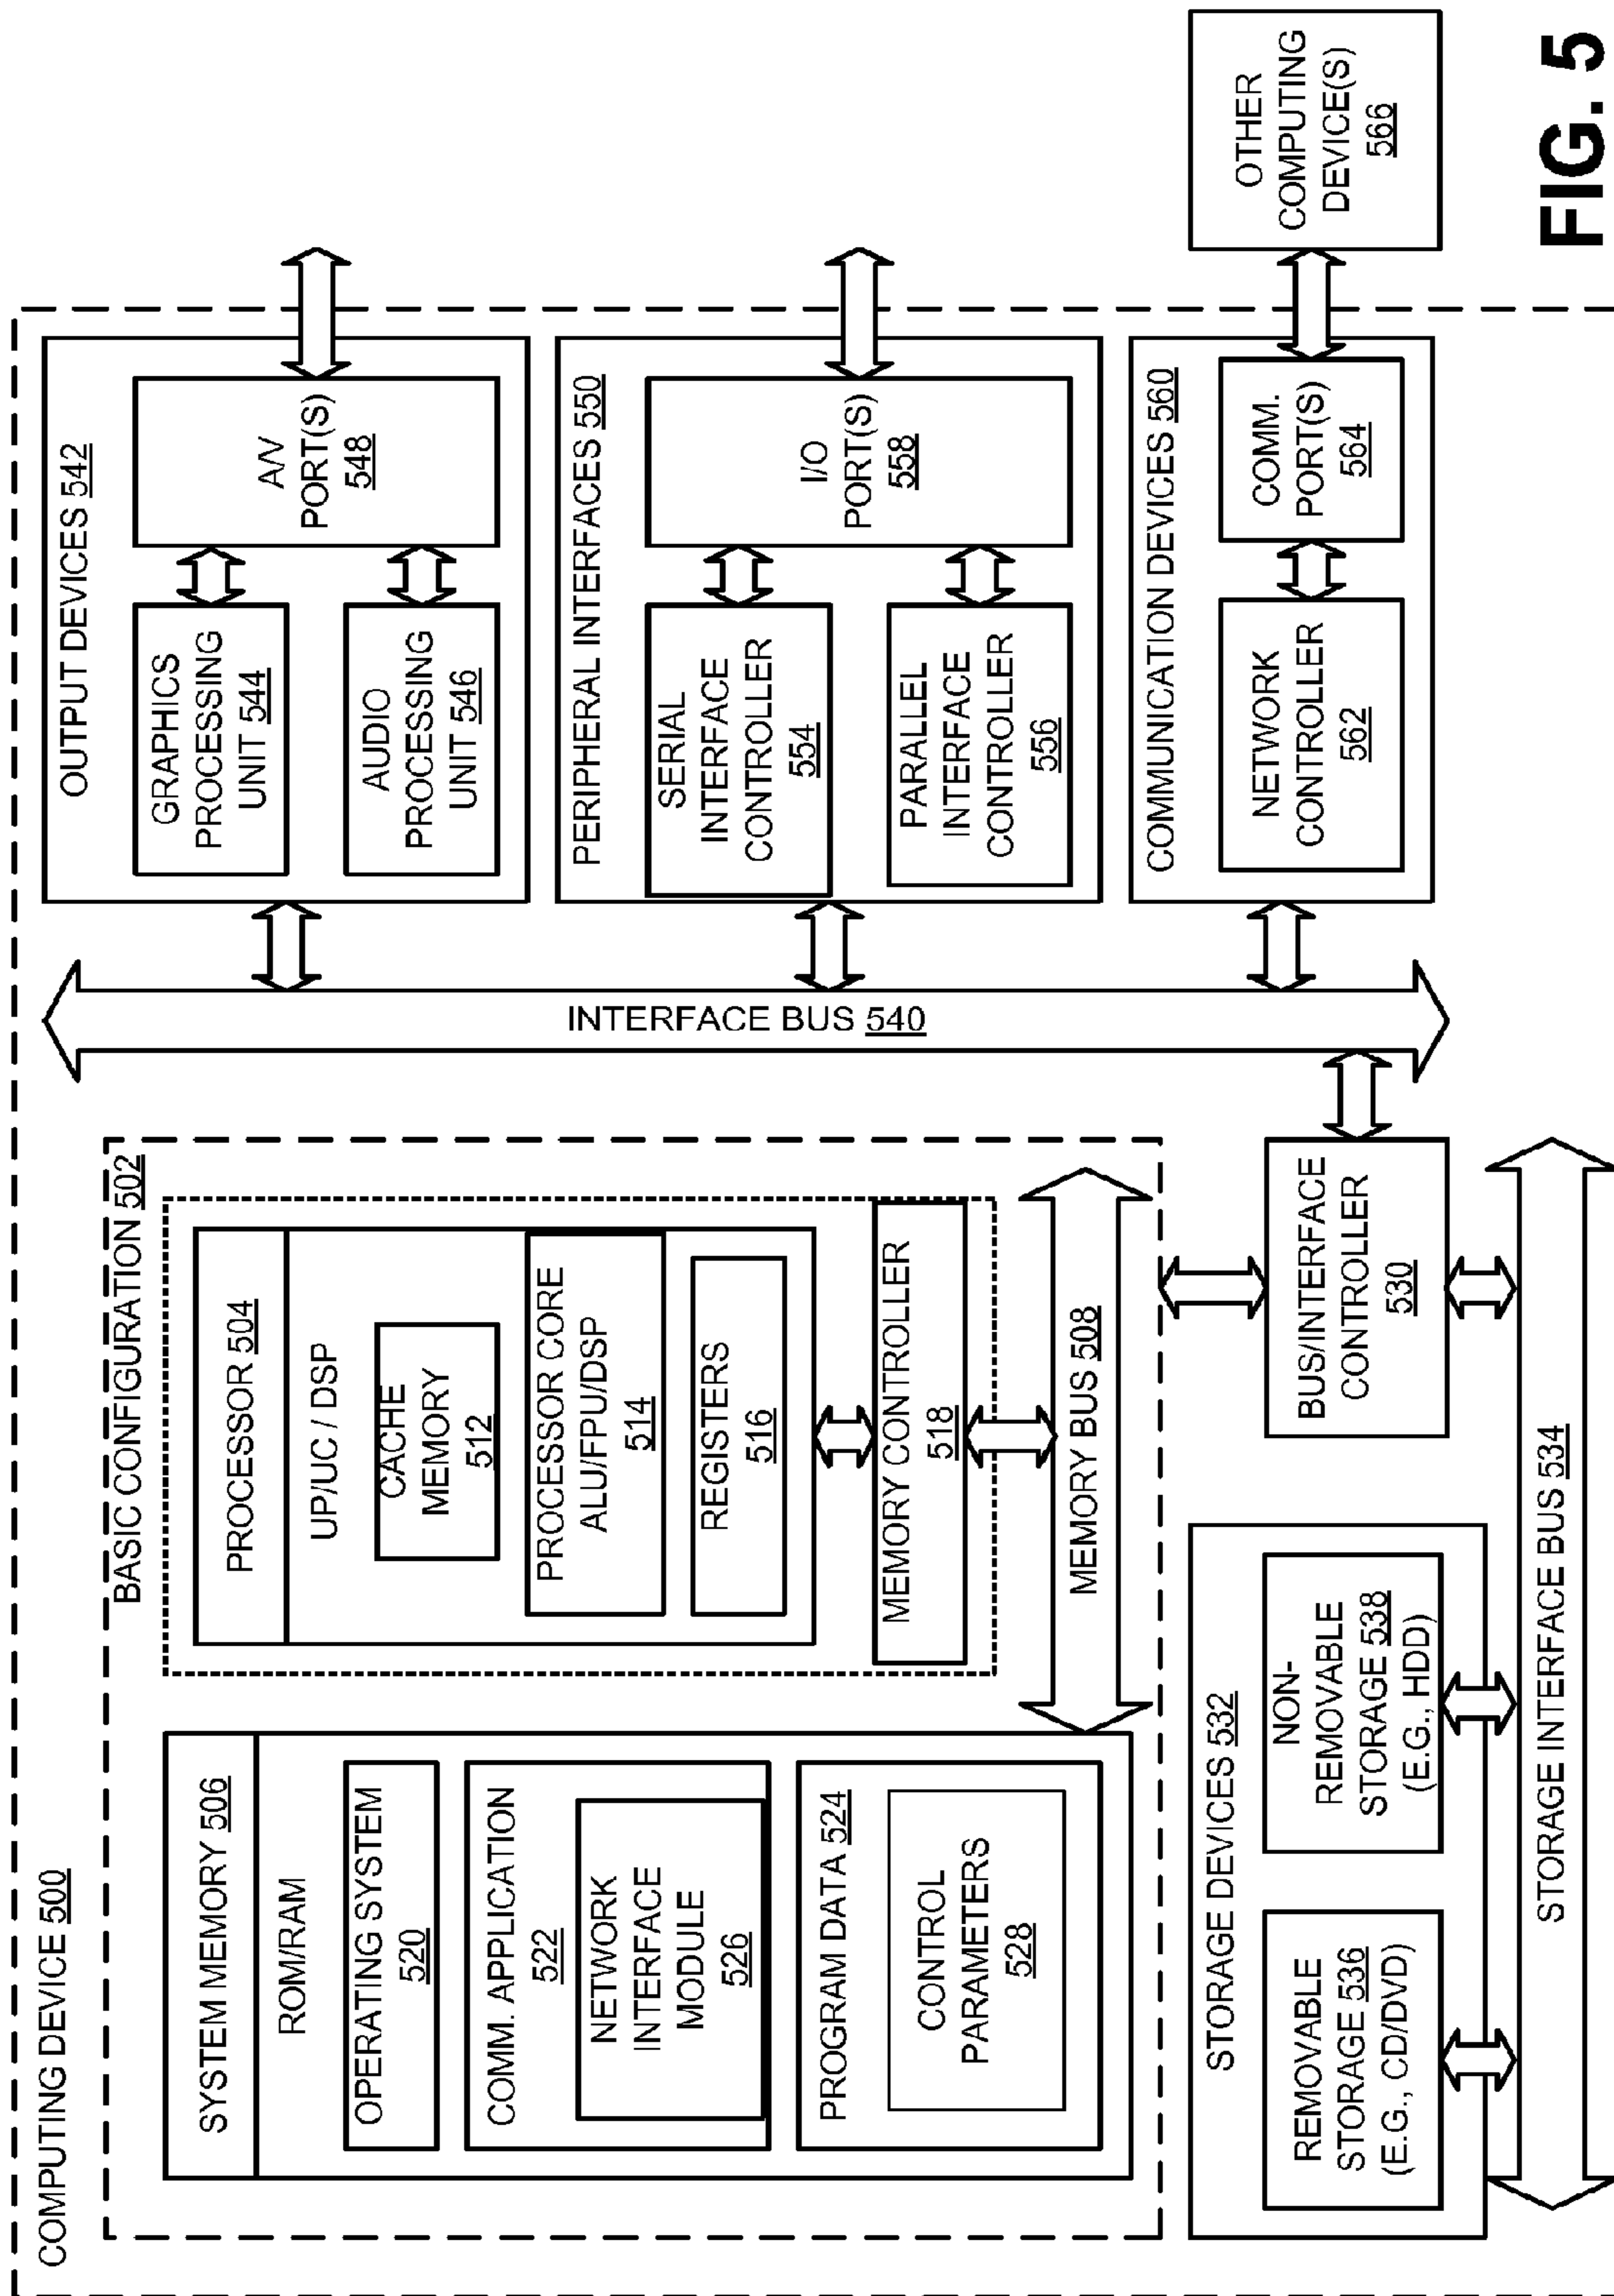 COMPUTING DEVICE 500
BASIC CONFIGURATION 502
SYSTEM MEMORY 506
ROM/RAM
OPERATING SYSTEM
520
COMM. APPLICATION
522
NETWORK
INTERFACE
MODULE
526
PROGRAM DATA 524
CONTROL
PARAMETERS
528
PROCESSOR 504
UP/UC / DSP
CACHE
MEMORY
512
PROCESSOR CORE
ALU/FPU/DSP
514
REGISTERS
516
MEMORY CONTROLLER
518
MEMORY BUS 508
STORAGE DEVICES 532
REMOVABLE
STORAGE 536
(E.G., CD/DVD)
NON-
REMOVABLE
STORAGE 538
(E.G., HDD)
BUS/INTERFACE
CONTROLLER
530
STORAGE INTERFACE BUS 534
INTERFACE BUS 540
OUTPUT DEVICES 542
GRAPHICS
PROCESSING
UNIT 544
AUDIO
PROCESSING
UNIT 546
A/V
PORT(S)
548
PERIPHERAL INTERFACES 550
SERIAL
INTERFACE
CONTROLLER
554
PARALLEL
INTERFACE
CONTROLLER
556
I/O
PORT(S)
558
COMMUNICATION DEVICES 560
NETWORK
CONTROLLER
562
COMM.
PORT(S)
564
OTHER
COMPUTING
DEVICE(S)
566
FIG. 5